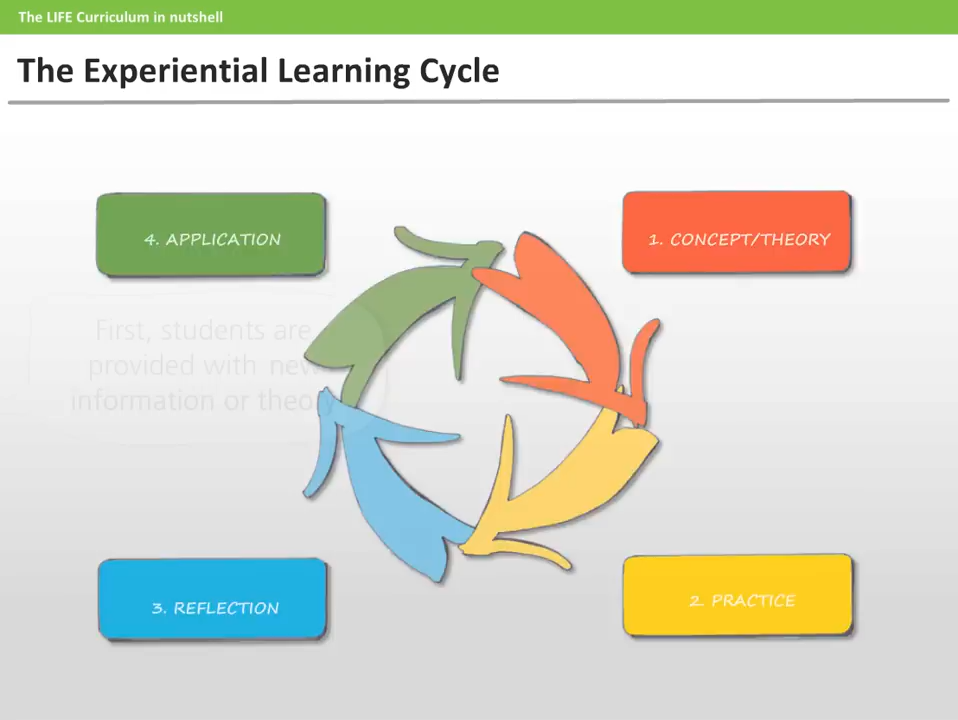 The LIFE Curriculum in nutshell
The Experiential Learning Cycle
4. APPLICATION
1. CONCEPT/THEORY
First, students are
provided with new
information or theory
3. REFLECTION
2. PRACTICE